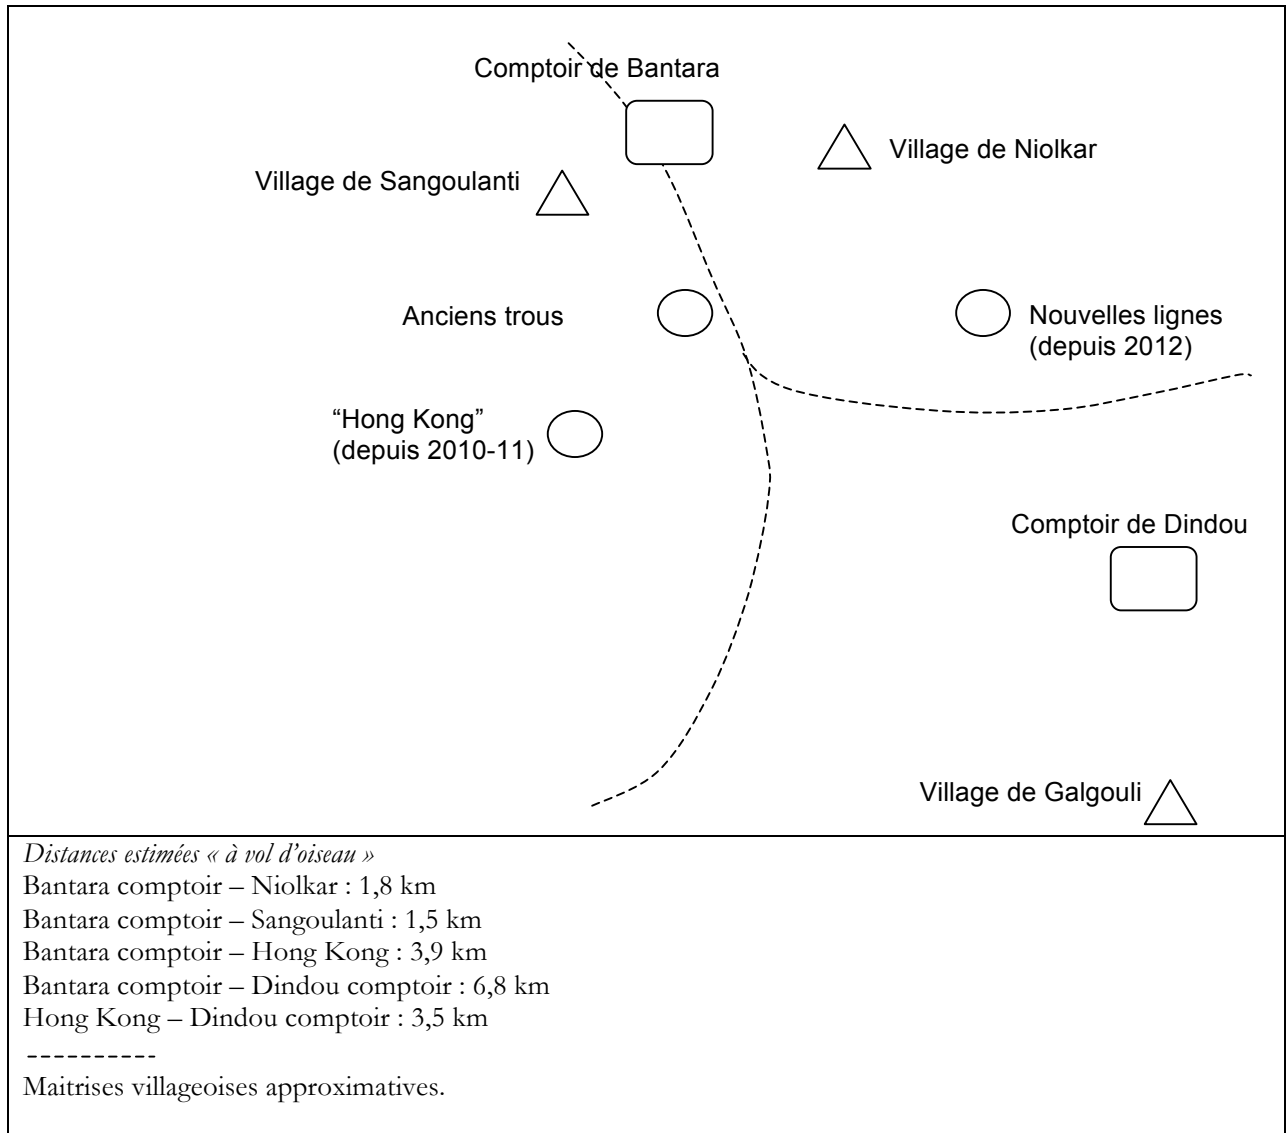 Comptoir de Bantara
Village de Niolkar
Village de Sangoulanti
Anciens trous
Nouvelles lignes
(depuis 2012)
“Hong Kong”
(depuis 2010-11)
Comptoir de Dindou
Village de Galgouli
Distances estimées « à vol d’oiseau »
Bantara comptoir – Niolkar : 1,8 km
Bantara comptoir – Sangoulanti : 1,5 km
Bantara comptoir – Hong Kong : 3,9 km
Bantara comptoir – Dindou comptoir : 6,8 km
Hong Kong – Dindou comptoir : 3,5 km
Maitrises villageoises approximatives.